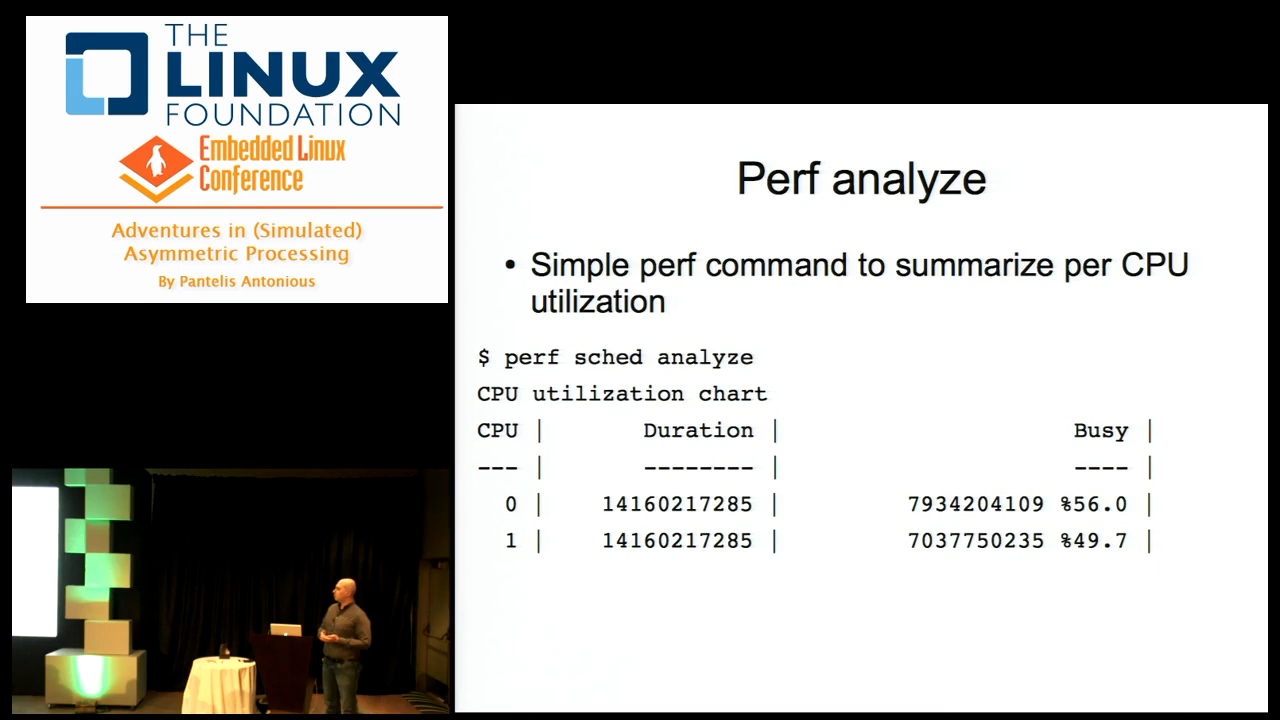 THE
LINUX
FOUNDATION
Embedded Linux
Conference
Adventures in (Simulated)
Asymmetric Processing
By Pantelis Antonious
Perf analyze
• Simple perf command to summarize per CPU
utilization
$ perf sched analyze
CPU utilization chart
CPU | Duration | Busy |
--- | -------- | ---- |
0 | 14160217285 | 7934204109 %56.0 |
1 | 14160217285 | 7037750235 %49.7 |